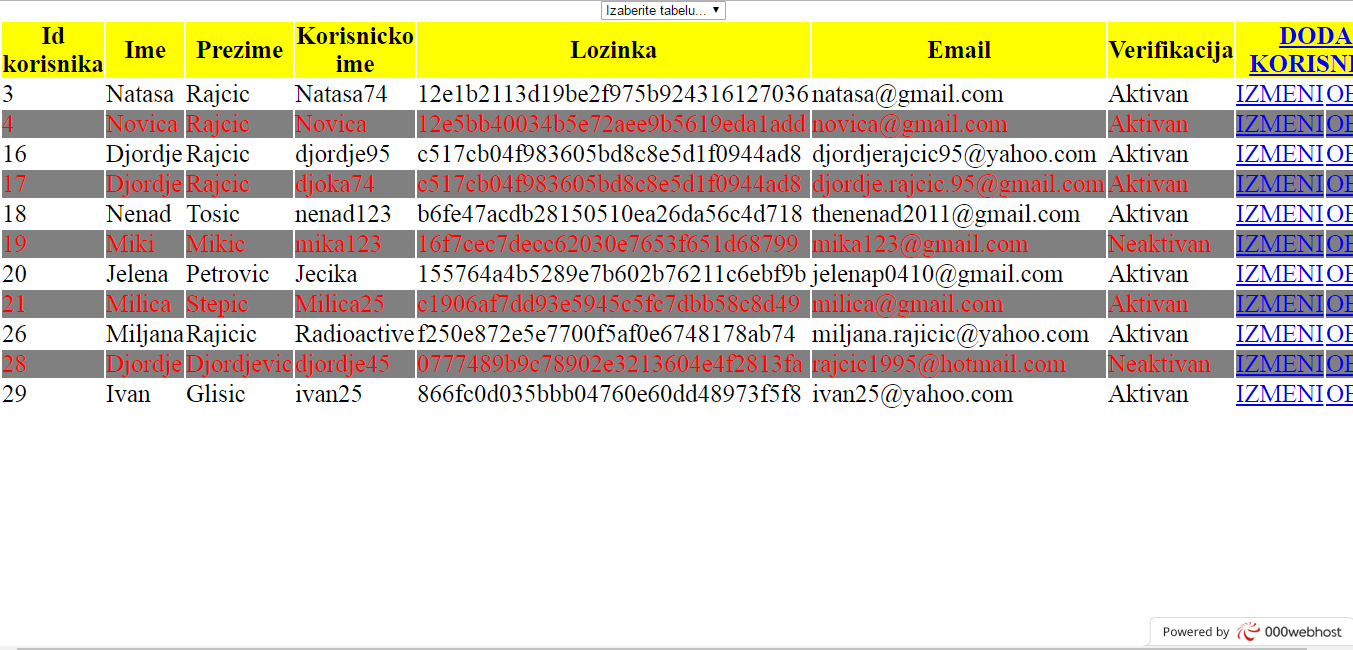 Izaberite tabelu...
Id korisnika Ime Prezime Korisnicko ime Lozinka Email Verifikacija DODA KORISNI
3 Natasa Rajcic Natasa74 12e1b2113d19be2f975b924316127036 natasa@gmail.com Aktivan IZMENI OB
4 Novica Rajcic Novica 12e5bb40034b5e72aee9b5619eda1add novica@gmail.com Aktivan IZMENI OB
16 Djordje Rajcic djordje95 c517cb04f983605bd8c8e5d1f0944ad8 djordjerajcic95@yahoo.com Aktivan IZMENI OB
17 Djordje Rajcic djoka74 c517cb04f983605bd8c8e5d1f0944ad8 djordje.rajcic.95@gmail.com Aktivan IZMENI OB
18 Nenad Tosic nenad123 b6fe47acdb28150510ea26da56c4d718 thenenad2011@gmail.com Aktivan IZMENI OB
19 Miki Mikic mika123 16f7cec7decc62030e7653f651d68799 mika123@gmail.com Neaktivan IZMENI OB
20 Jelena Petrovic Jecika 155764a4b5289e7b602b76211c6ebf9b jelenap0410@gmail.com Aktivan IZMENI OB
21 Milica Stepic Milica25 c1906af7dd93e5945c5fc7dbb58c8d49 milica@gmail.com Aktivan IZMENI OB
26 Miljana Rajicic Radioactive f250e872e5e7700f5af0e6748178ab74 miljana.rajicic@yahoo.com Aktivan IZMENI OB
28 Djordje Djordjevic djordje45 0777489b9c78902e3213604e4f2813fa rajcic1995@hotmail.com Neaktivan IZMENI OB
29 Ivan Glisic ivan25 866fc0d035bbb04760e60dd48973f5f8 ivan25@yahoo.com Aktivan IZMENI OB
Powered by 000webhost